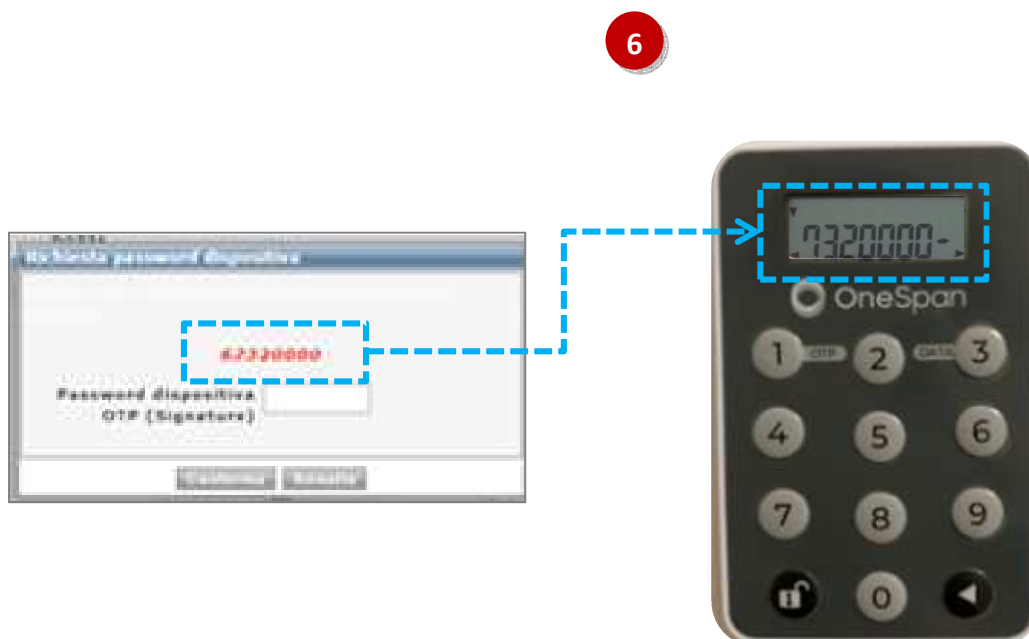 6
Richiesta password dispositiva
67320000
Password dispositiva
OTP (Signature)
Conferma Annulla
7320000-
OneSpan
1 OTP 2 DATA 3
4 5 6
7 8 9
0